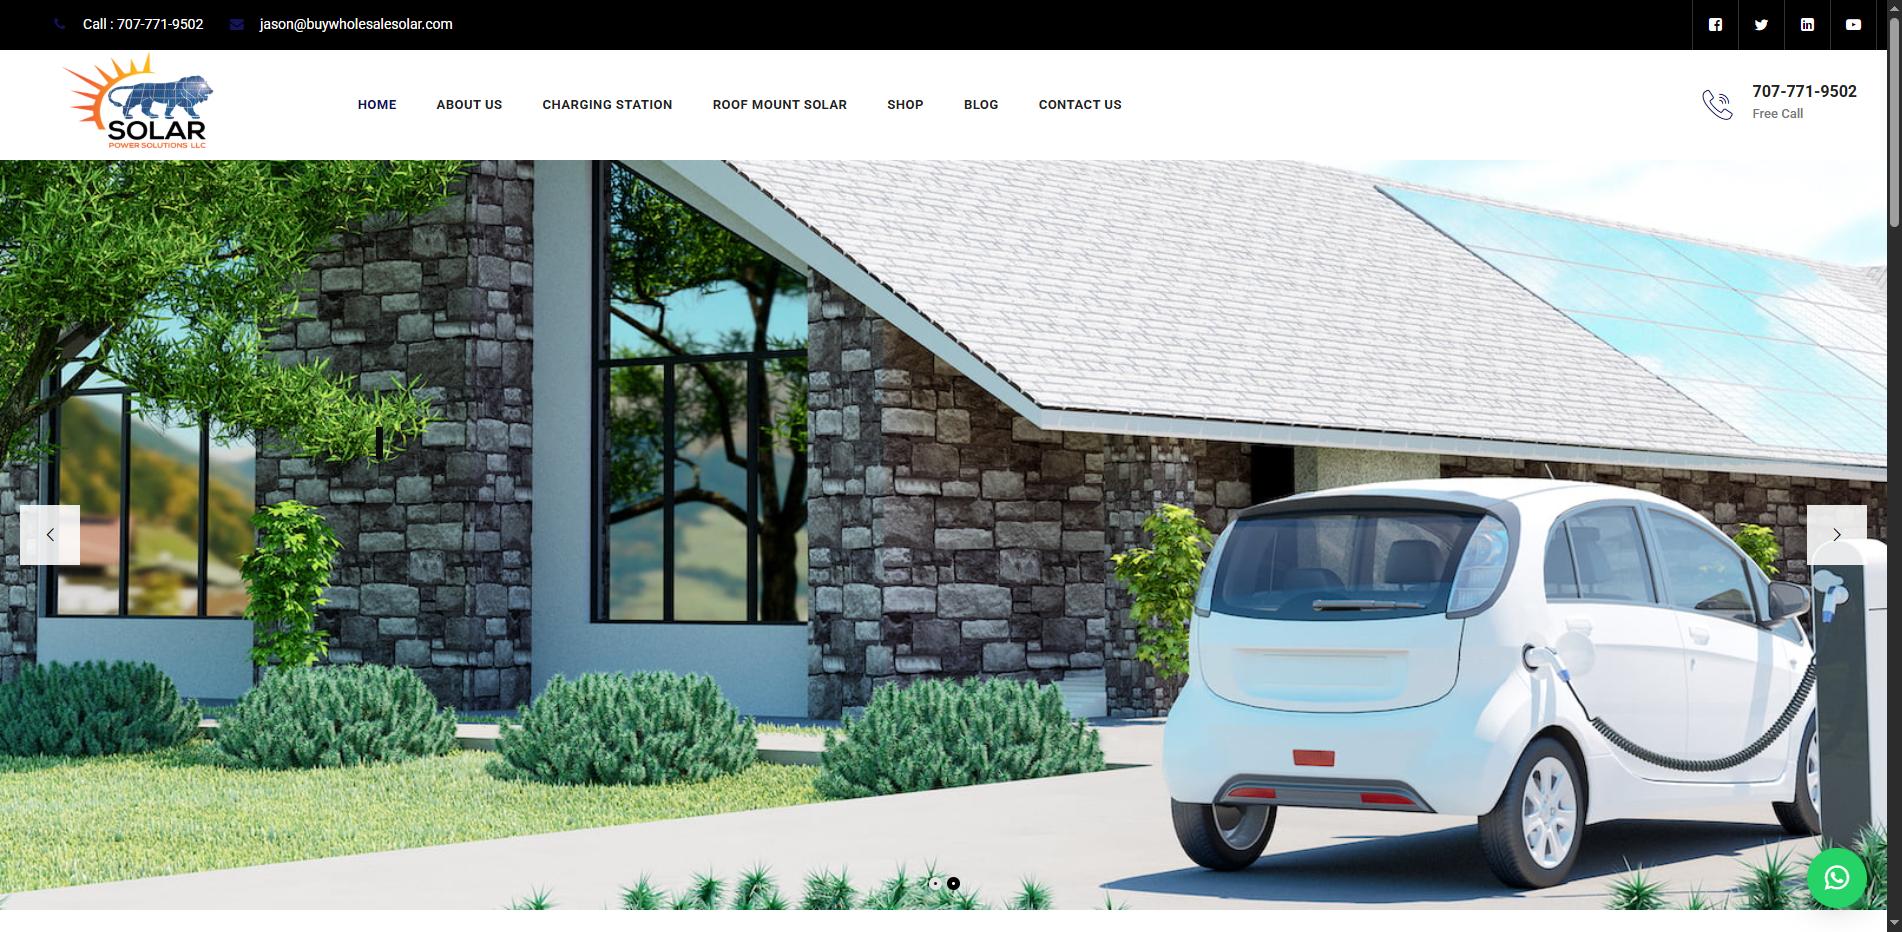 Call : 707-771-9502
jason@buywholesalesolar.com
SOLAR
POWER SOLUTIONS LLC
HOME
ABOUT US
CHARGING STATION
ROOF MOUNT SOLAR
SHOP
BLOG
CONTACT US
707-771-9502
Free Call